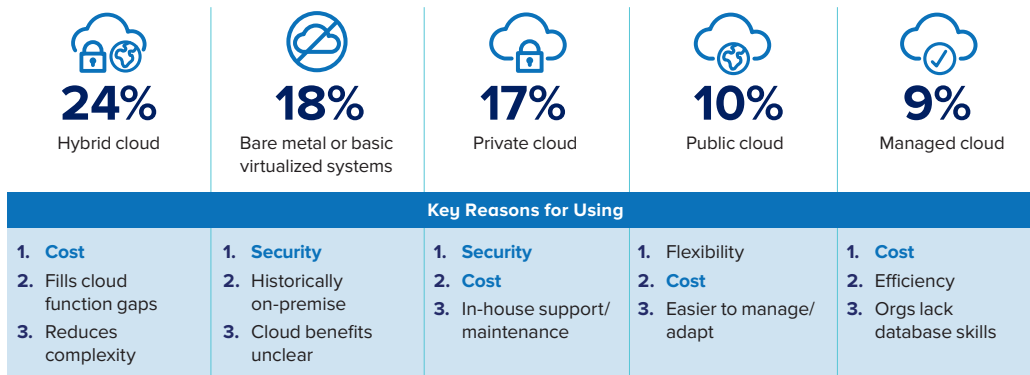 24%
Hybrid cloud
18%
Bare metal or basic
virtualized systems
17%
Private cloud
10%
Public cloud
9%
Managed cloud
Key Reasons for Using
1. Cost
2. Fills cloud
function gaps
3. Reduces
complexity
1. Security
2. Historically
on-premise
3. Cloud benefits
unclear
1. Security
2. Cost
3. In-house support/
maintenance
1. Flexibility
2. Cost
3. Easier to manage/
adapt
1. Cost
2. Efficiency
3. Orgs lack
database skills